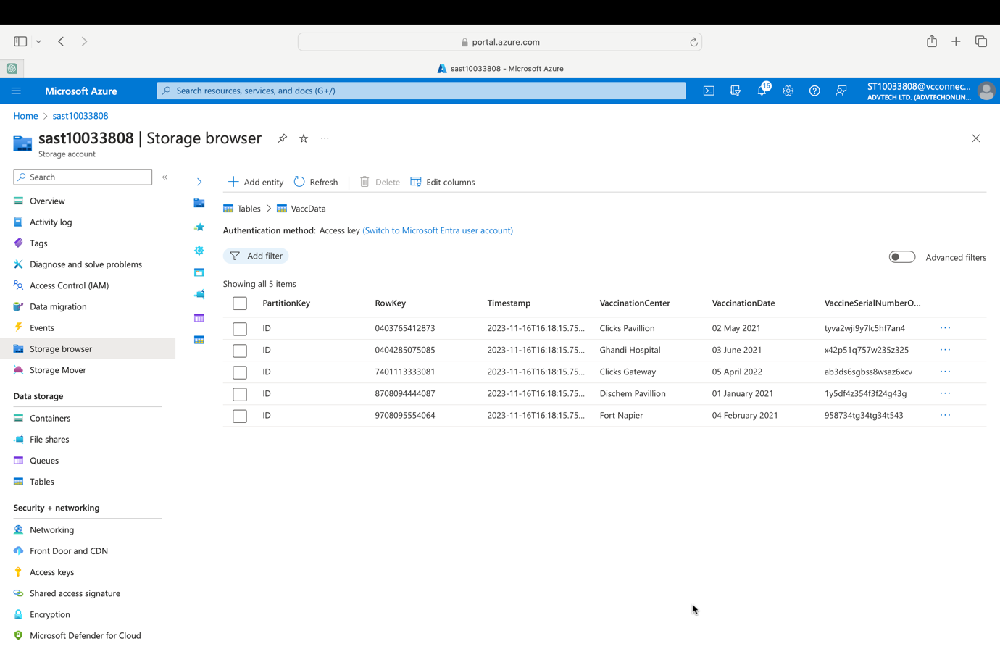 portal.azure.com
sast10033808 - Microsoft Azure
Microsoft Azure
Search resources, services, and docs (G+/)
16
ST10033808@vcconnec...
ADVTECH LTD. (ADVTECHONLIN...
Home > sast10033808
sast10033808 | Storage browser
Storage account
Search
Overview
Activity log
Tags
Diagnose and solve problems
Access Control (IAM)
Data migration
Events
Storage browser
Storage Mover
Data storage
Containers
File shares
Queues
Tables
Security + networking
Networking
Front Door and CDN
Access keys
Shared access signature
Encryption
Microsoft Defender for Cloud
Add entity Refresh Delete Edit columns
Tables > VaccData
Authentication method: Access key (Switch to Microsoft Entra user account)
Add filter
Advanced filters
Showing all 5 items
PartitionKey RowKey Timestamp VaccinationCenter VaccinationDate VaccineSerialNumberO...
ID 0403765412873 2023-11-16T16:18:15.75... Clicks Pavillion 02 May 2021 tyva2wji9y7lc5hf7an4
ID 0404285075085 2023-11-16T16:18:15.75... Ghandi Hospital 03 June 2021 x42p51q757w235z325
ID 7401113333081 2023-11-16T16:18:15.75... Clicks Gateway 05 April 2022 ab3ds6sgbss8wsaz6xcv
ID 8708094444087 2023-11-16T16:18:15.75... Dischem Pavillion 01 January 2021 1y5df4z354f3f24g43g
ID 9708095554064 2023-11-16T16:18:15.75... Fort Napier 04 February 2021 958734tg34tg34t543